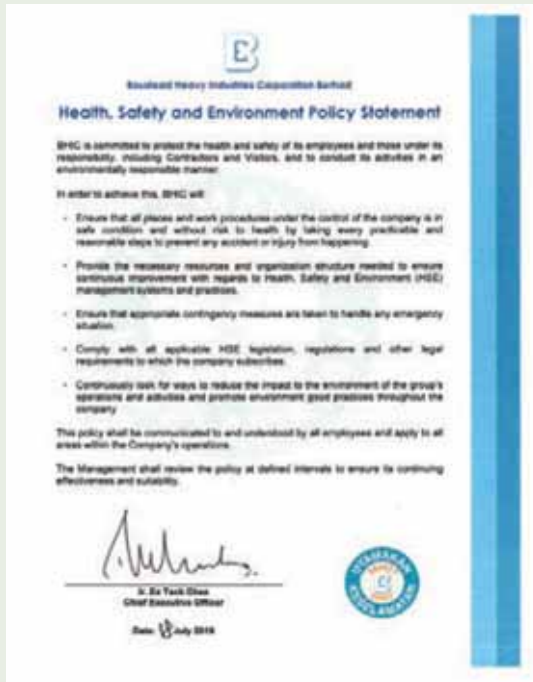 Boustead Heavy Industries Corporation Berhad
Health, Safety and Environment Policy Statement
BHIC is committed to protect the health and safety of its employees and those under its
responsibility, including Contractors and Visitors, and to conduct its activities in an
environmentally responsible manner.
In order to achieve this, BHIC will:
- Ensure that all places and work procedures under the control of the company is in
safe condition and without risk to health by taking every practicable and
reasonable steps to prevent any accident or injury from happening.
- Provide the necessary resources and organization structure needed to ensure
continuous improvement with regards to Health, Safety and Environment (HSE)
management systems and practices.
- Ensure that appropriate contingency measures are taken to handle any emergency
situation.
- Comply with all applicable HSE legislation, regulations and other legal
requirements to which the company subscribes.
- Continuously look for ways to reduce the impact to the environment of the group's
operations and activities and promote environment good practices throughout the
company.
This policy shall be communicated to and understood by all employees and apply to all
areas within the Company's operations.
The Management shall review the policy at defined intervals to ensure its continuing
effectiveness and suitability.
Chief Executive Officer
Date: July 2019
UTAMAKAN
KESELAMATAN